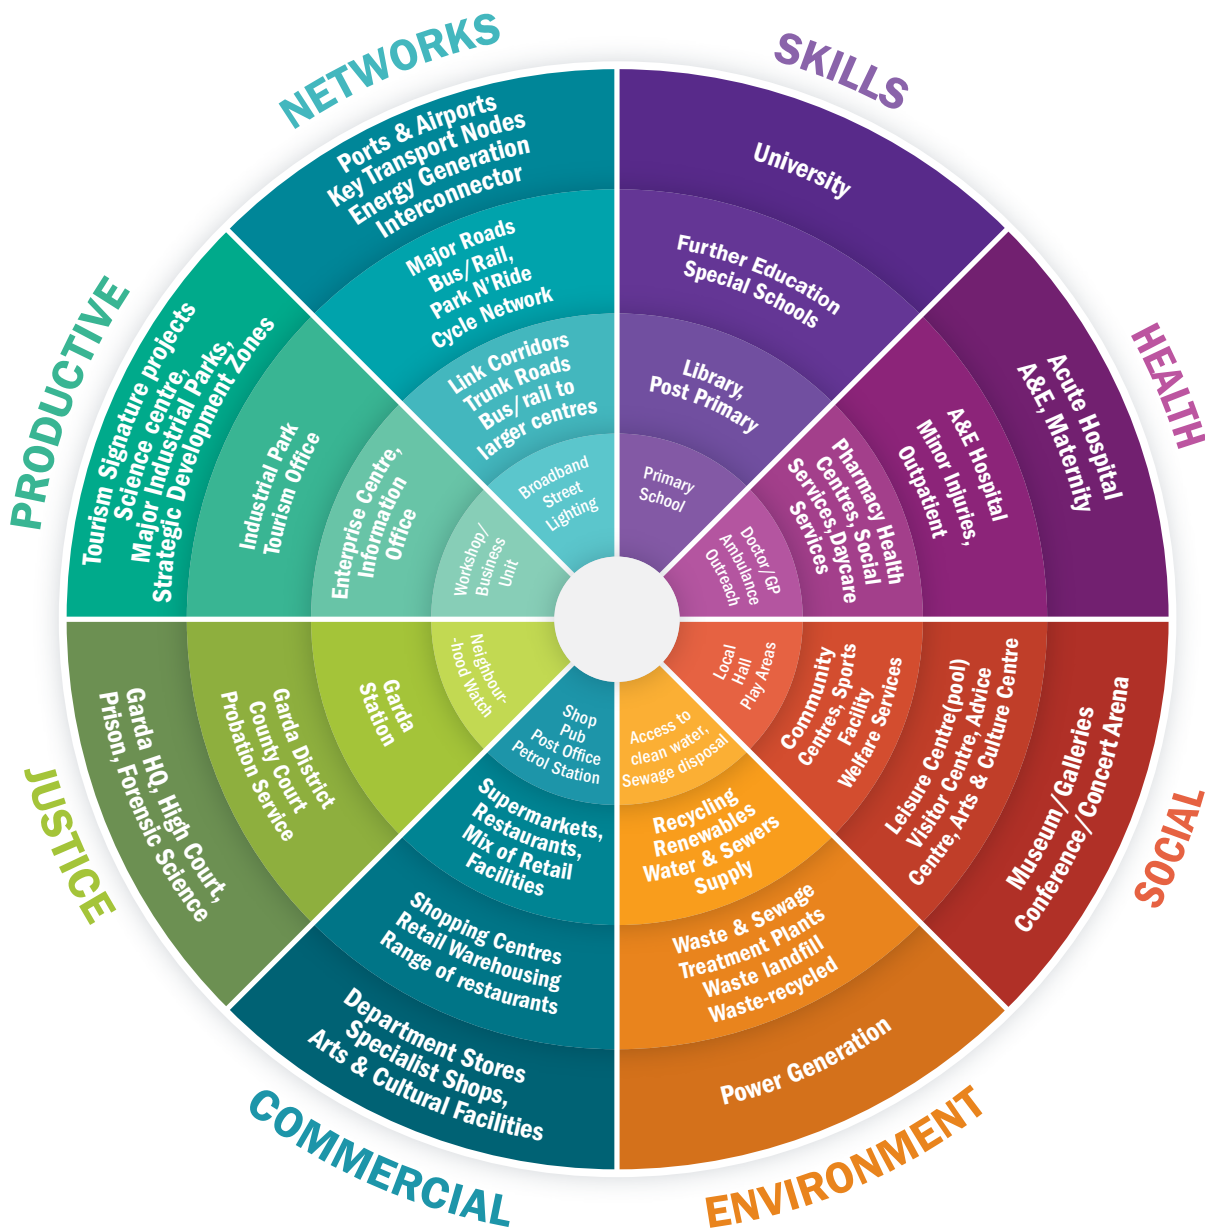 NETWORKS
Ports & Airports
Key Transport Nodes
Energy Generation
Interconnector
Major Roads
Bus/Rail,
Park N'Ride
Cycle Network
Link Corridors
Trunk Roads
Bus/rail to
larger centres
Broadband
Street
Lighting
SKILLS
University
Further Education
Special Schools
Library,
Post Primary
Primary
School
HEALTH
Acute Hospital
A&E, Maternity
A&E Hospital
Minor Injuries,
Outpatient
Pharmacy Health
Centres, Social
Services,Daycare
Services
Doctor/GP
Ambulance
Outreach
SOCIAL
Local
Hall
Play Areas
Community
Centres, Sports
Facility
Welfare Services
Leisure Centre(pool)
Visitor Centre, Advice
Centre, Arts & Culture Centre
Museum/Galleries
Conference/Concert Arena
ENVIRONMENT
Access to
clean water,
Sewage disposal
Recycling
Renewables
Water & Sewers
Supply
Waste & Sewage
Treatment Plants
Waste landfill
Waste-recycled
Power Generation
COMMERCIAL
Shop
Pub
Post Office
Petrol Station
Supermarkets,
Restaurants,
Mix of Retail
Facilities
Shopping Centres
Retail Warehousing
Range of restaurants
Department Stores
Specialist Shops,
Arts & Cultural Facilities
JUSTICE
Neighbour-
-hood Watch
Garda
Station
Garda District
County Court
Probation Service
Garda HQ, High Court,
Prison, Forensic Science
PRODUCTIVE
Tourism Signature projects
Science centre,
Major Industrial Parks,
Strategic Development Zones
Industrial Park
Tourism Office
Enterprise Centre,
Information
Office
Workshop/
Business
Unit